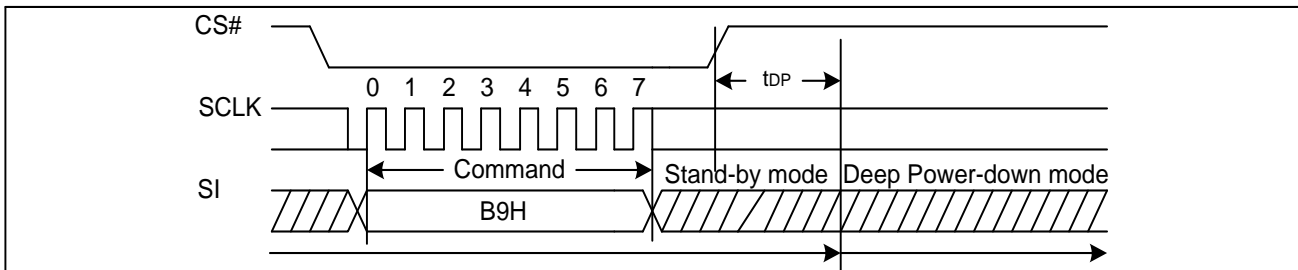 CS#
tDP
0 1 2 3 4 5 6 7
SCLK
Command
Stand-by mode Deep Power-down mode
SI
B9H